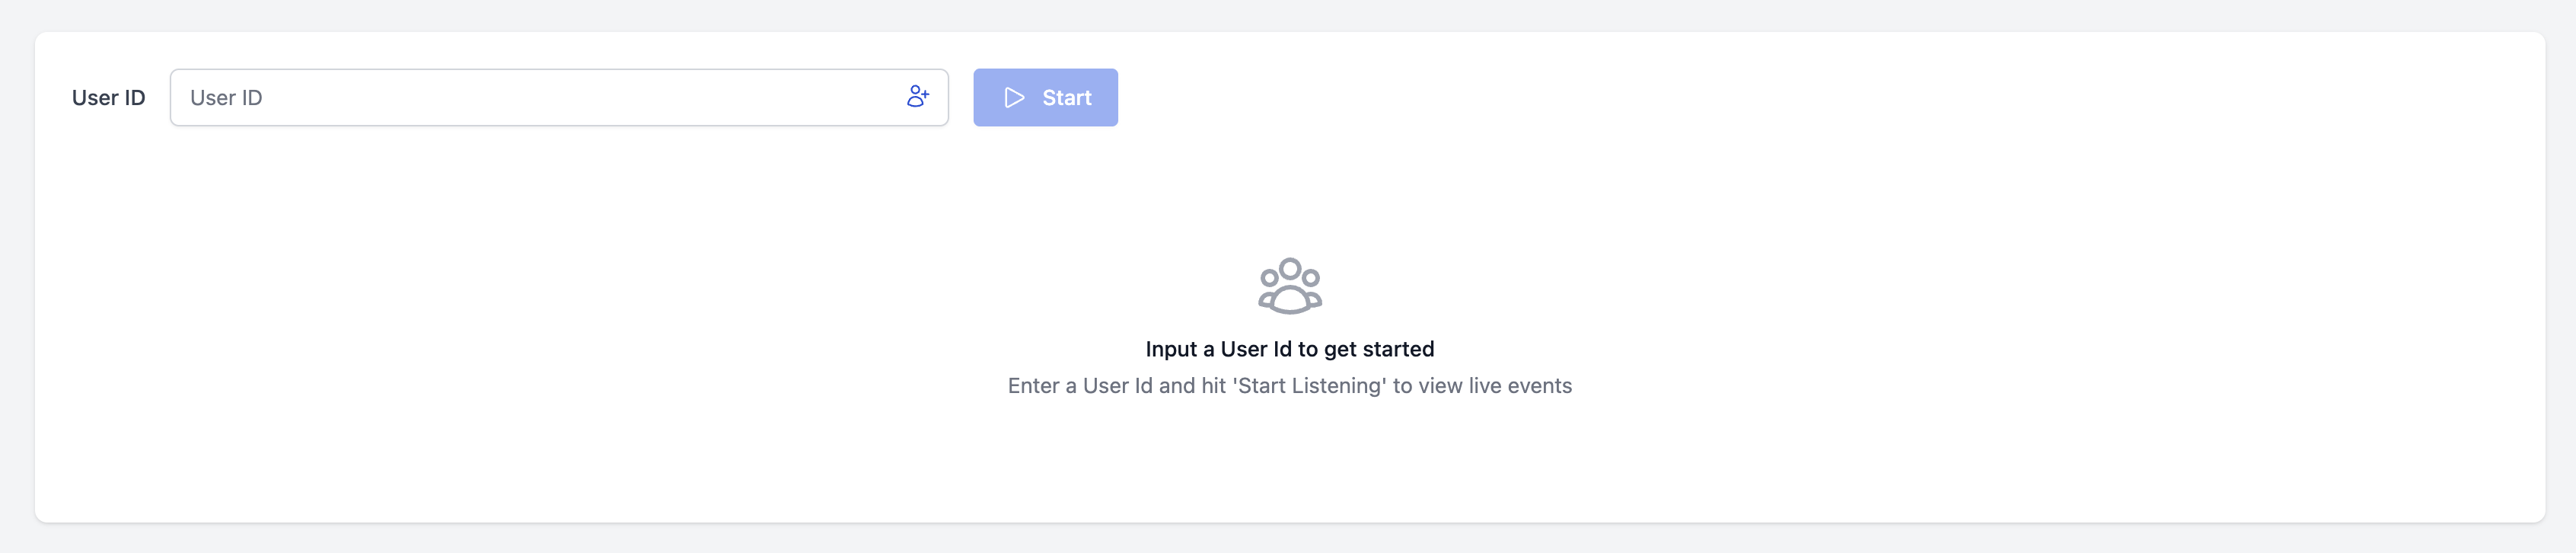 User ID
User ID
Start
Input a User Id to get started
Enter a User Id and hit 'Start Listening' to view live events